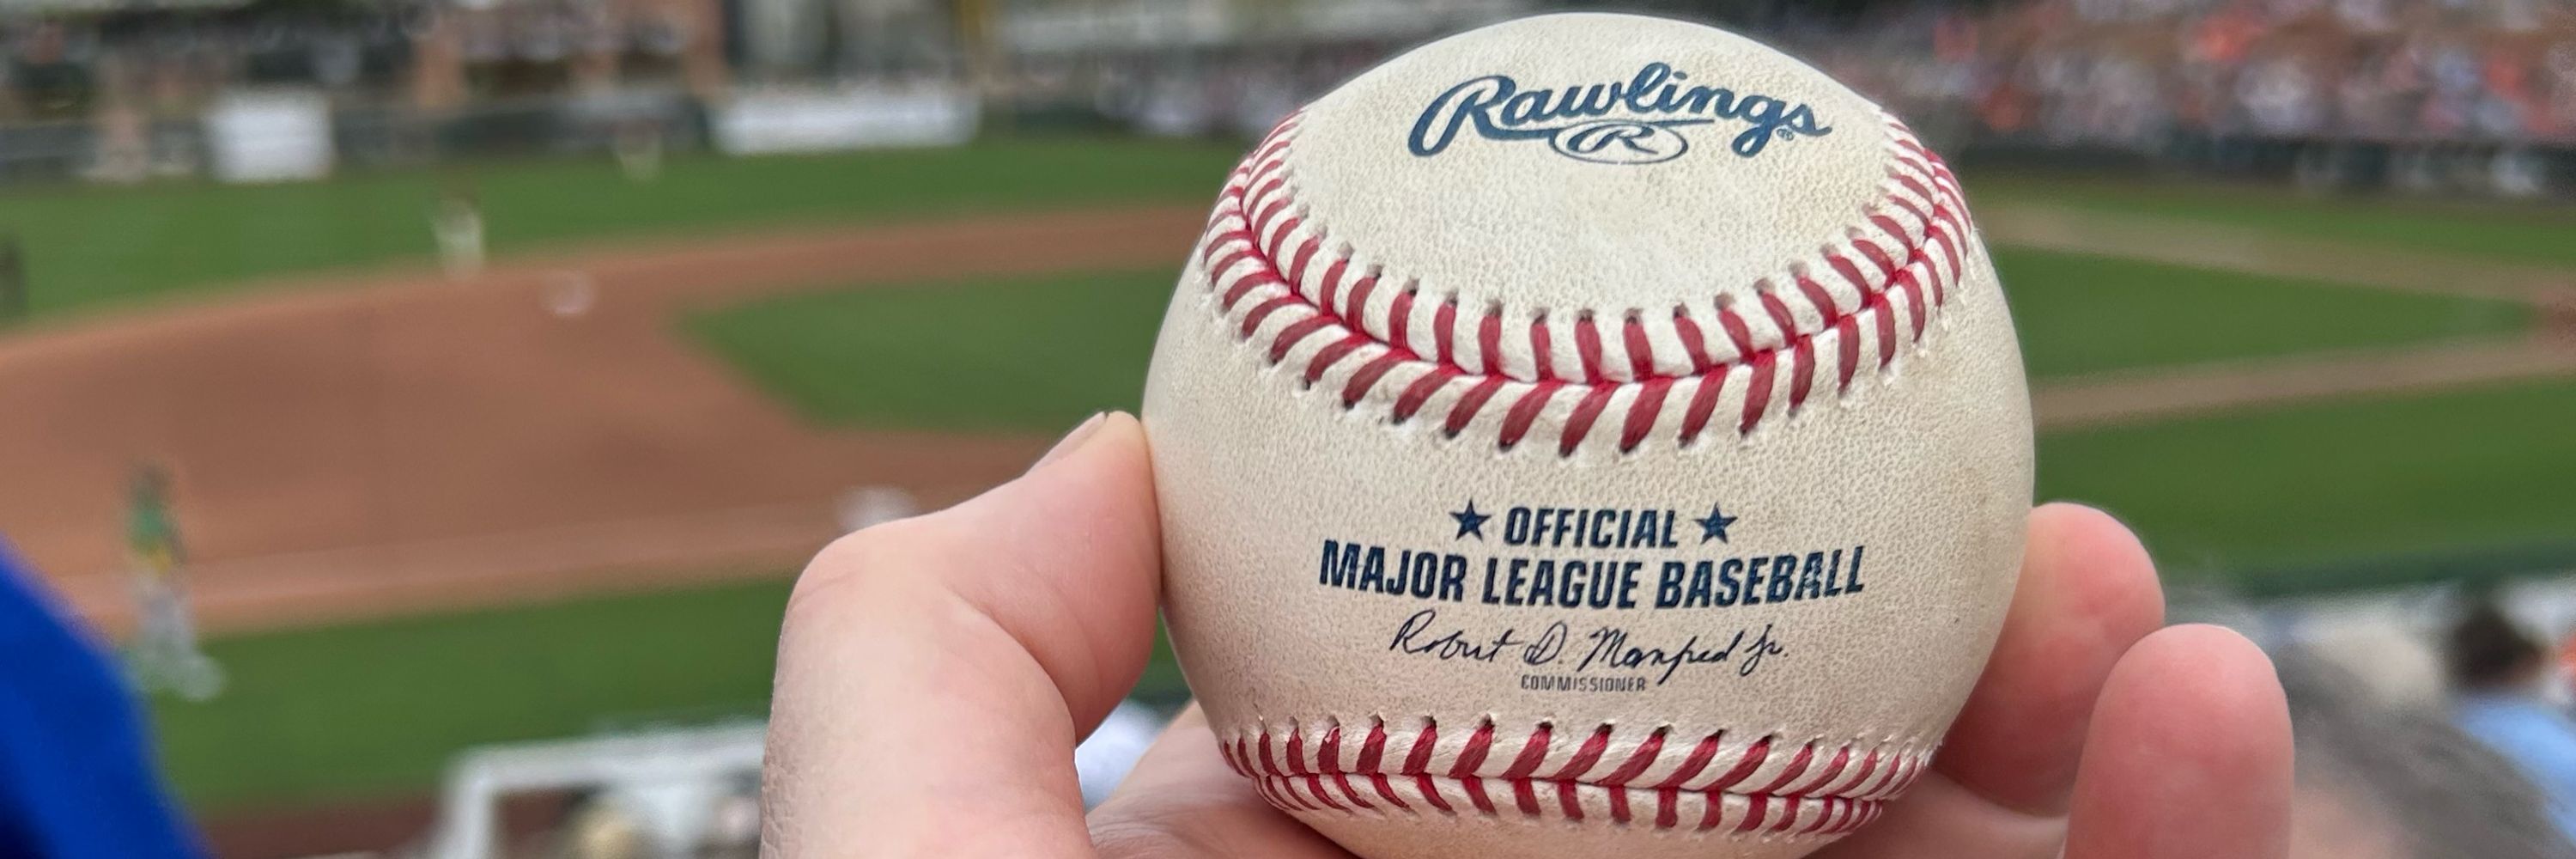 Rawlings®
R
★ OFFICIAL ★
MAJOR LEAGUE BASEBALL
Robert D. Manfred Jr.
COMMISSIONER